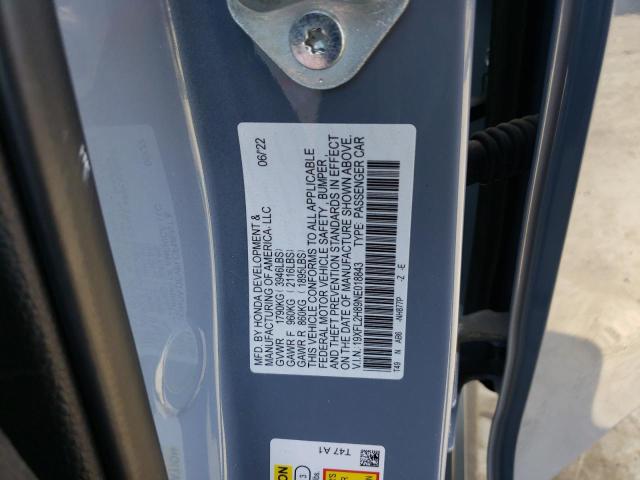 MFD. BY HONDA DEVELOPMENT &
MANUFACTURING OF AMERICA, LLC 06/'22
GVWR 1790KG( 3946LBS)
GAWR F 960KG( 2116LBS)
GAWR R 860KG( 1895LBS)
THIS VEHICLE CONFORMS TO ALL APPLICABLE
FEDERAL MOTOR VEHICLE SAFETY, BUMPER,
AND THEFT PREVENTION STANDARDS IN EFFECT
ON THE DATE OF MANUFACTURE SHOWN ABOVE.
V.I.N. :19XFL2H89NE018843 TYPE: PASSENGER CAR
T49 N AB0 -NH877P -Z -E
T47 A1